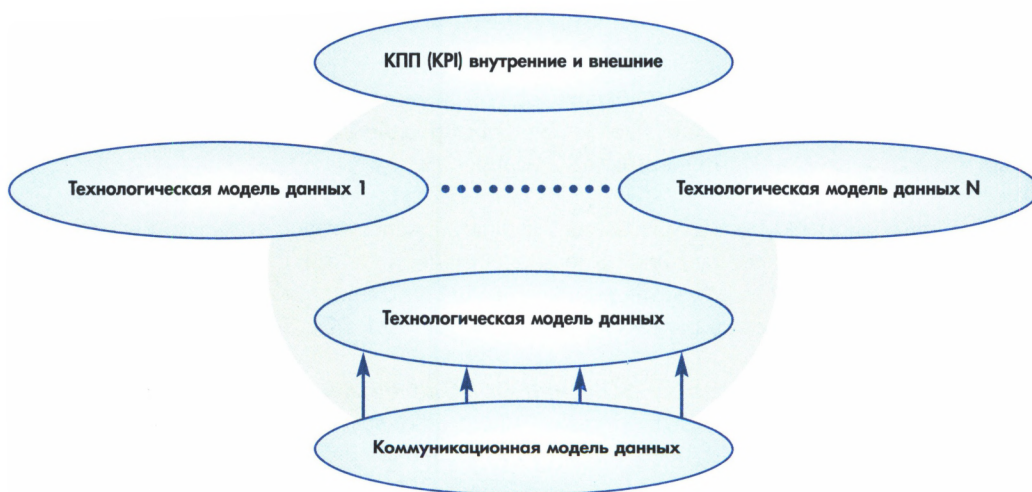 КПП (KPI) внутренние и внешние
Технологическая модель данных 1
Технологическая модель данных N
Технологическая модель данных
Коммуникационная модель данных